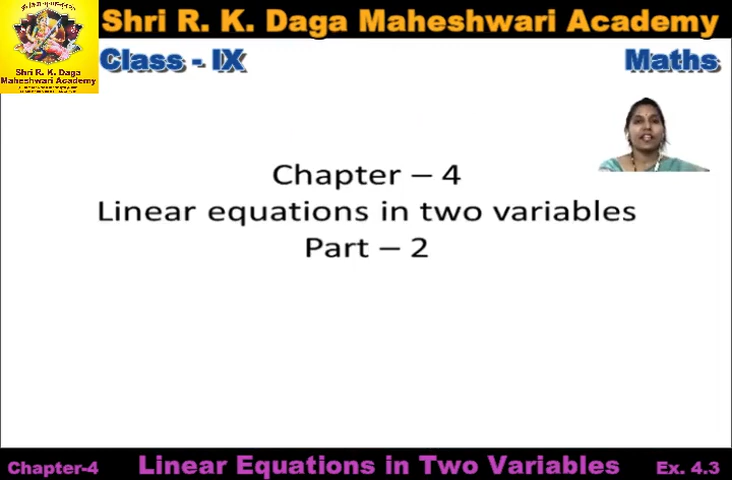 Shri R. K. Daga Maheshwari Academy
Shri R. K. Daga
Maheshwari Academy
Class - IX
Maths
Chapter – 4
Linear equations in two variables
Part – 2
Chapter-4
Linear Equations in Two Variables
Ex. 4.3